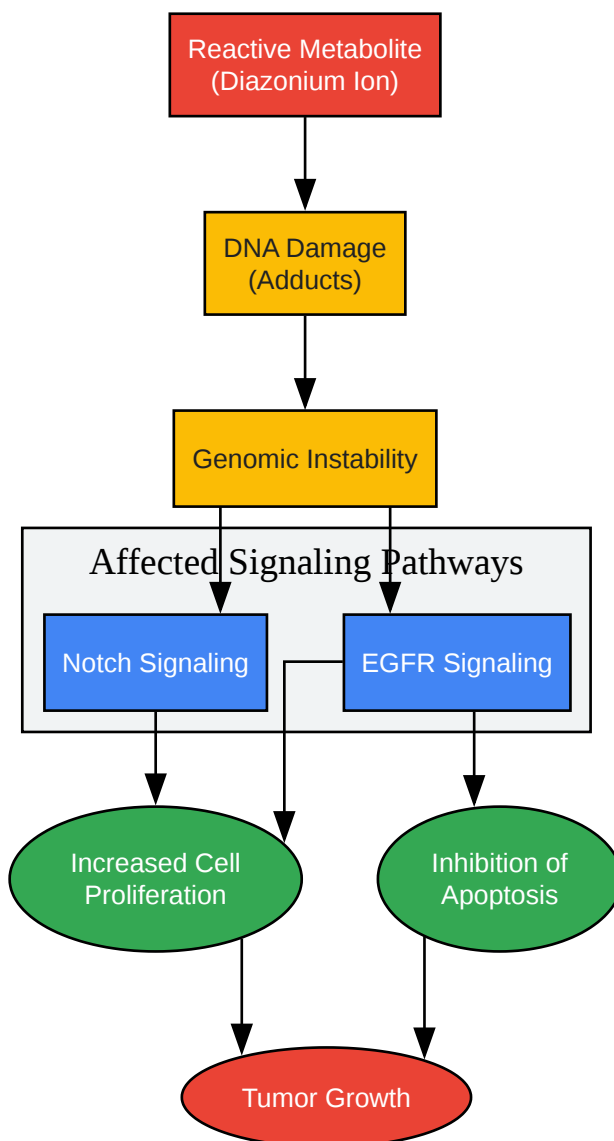 Reactive Metabolite
(Diazonium Ion)
DNA Damage
(Adducts)
Genomic Instability
Affected Signaling Pathways
Notch Signaling
EGFR Signaling
Increased Cell
Proliferation
Inhibition of
Apoptosis
Tumor Growth